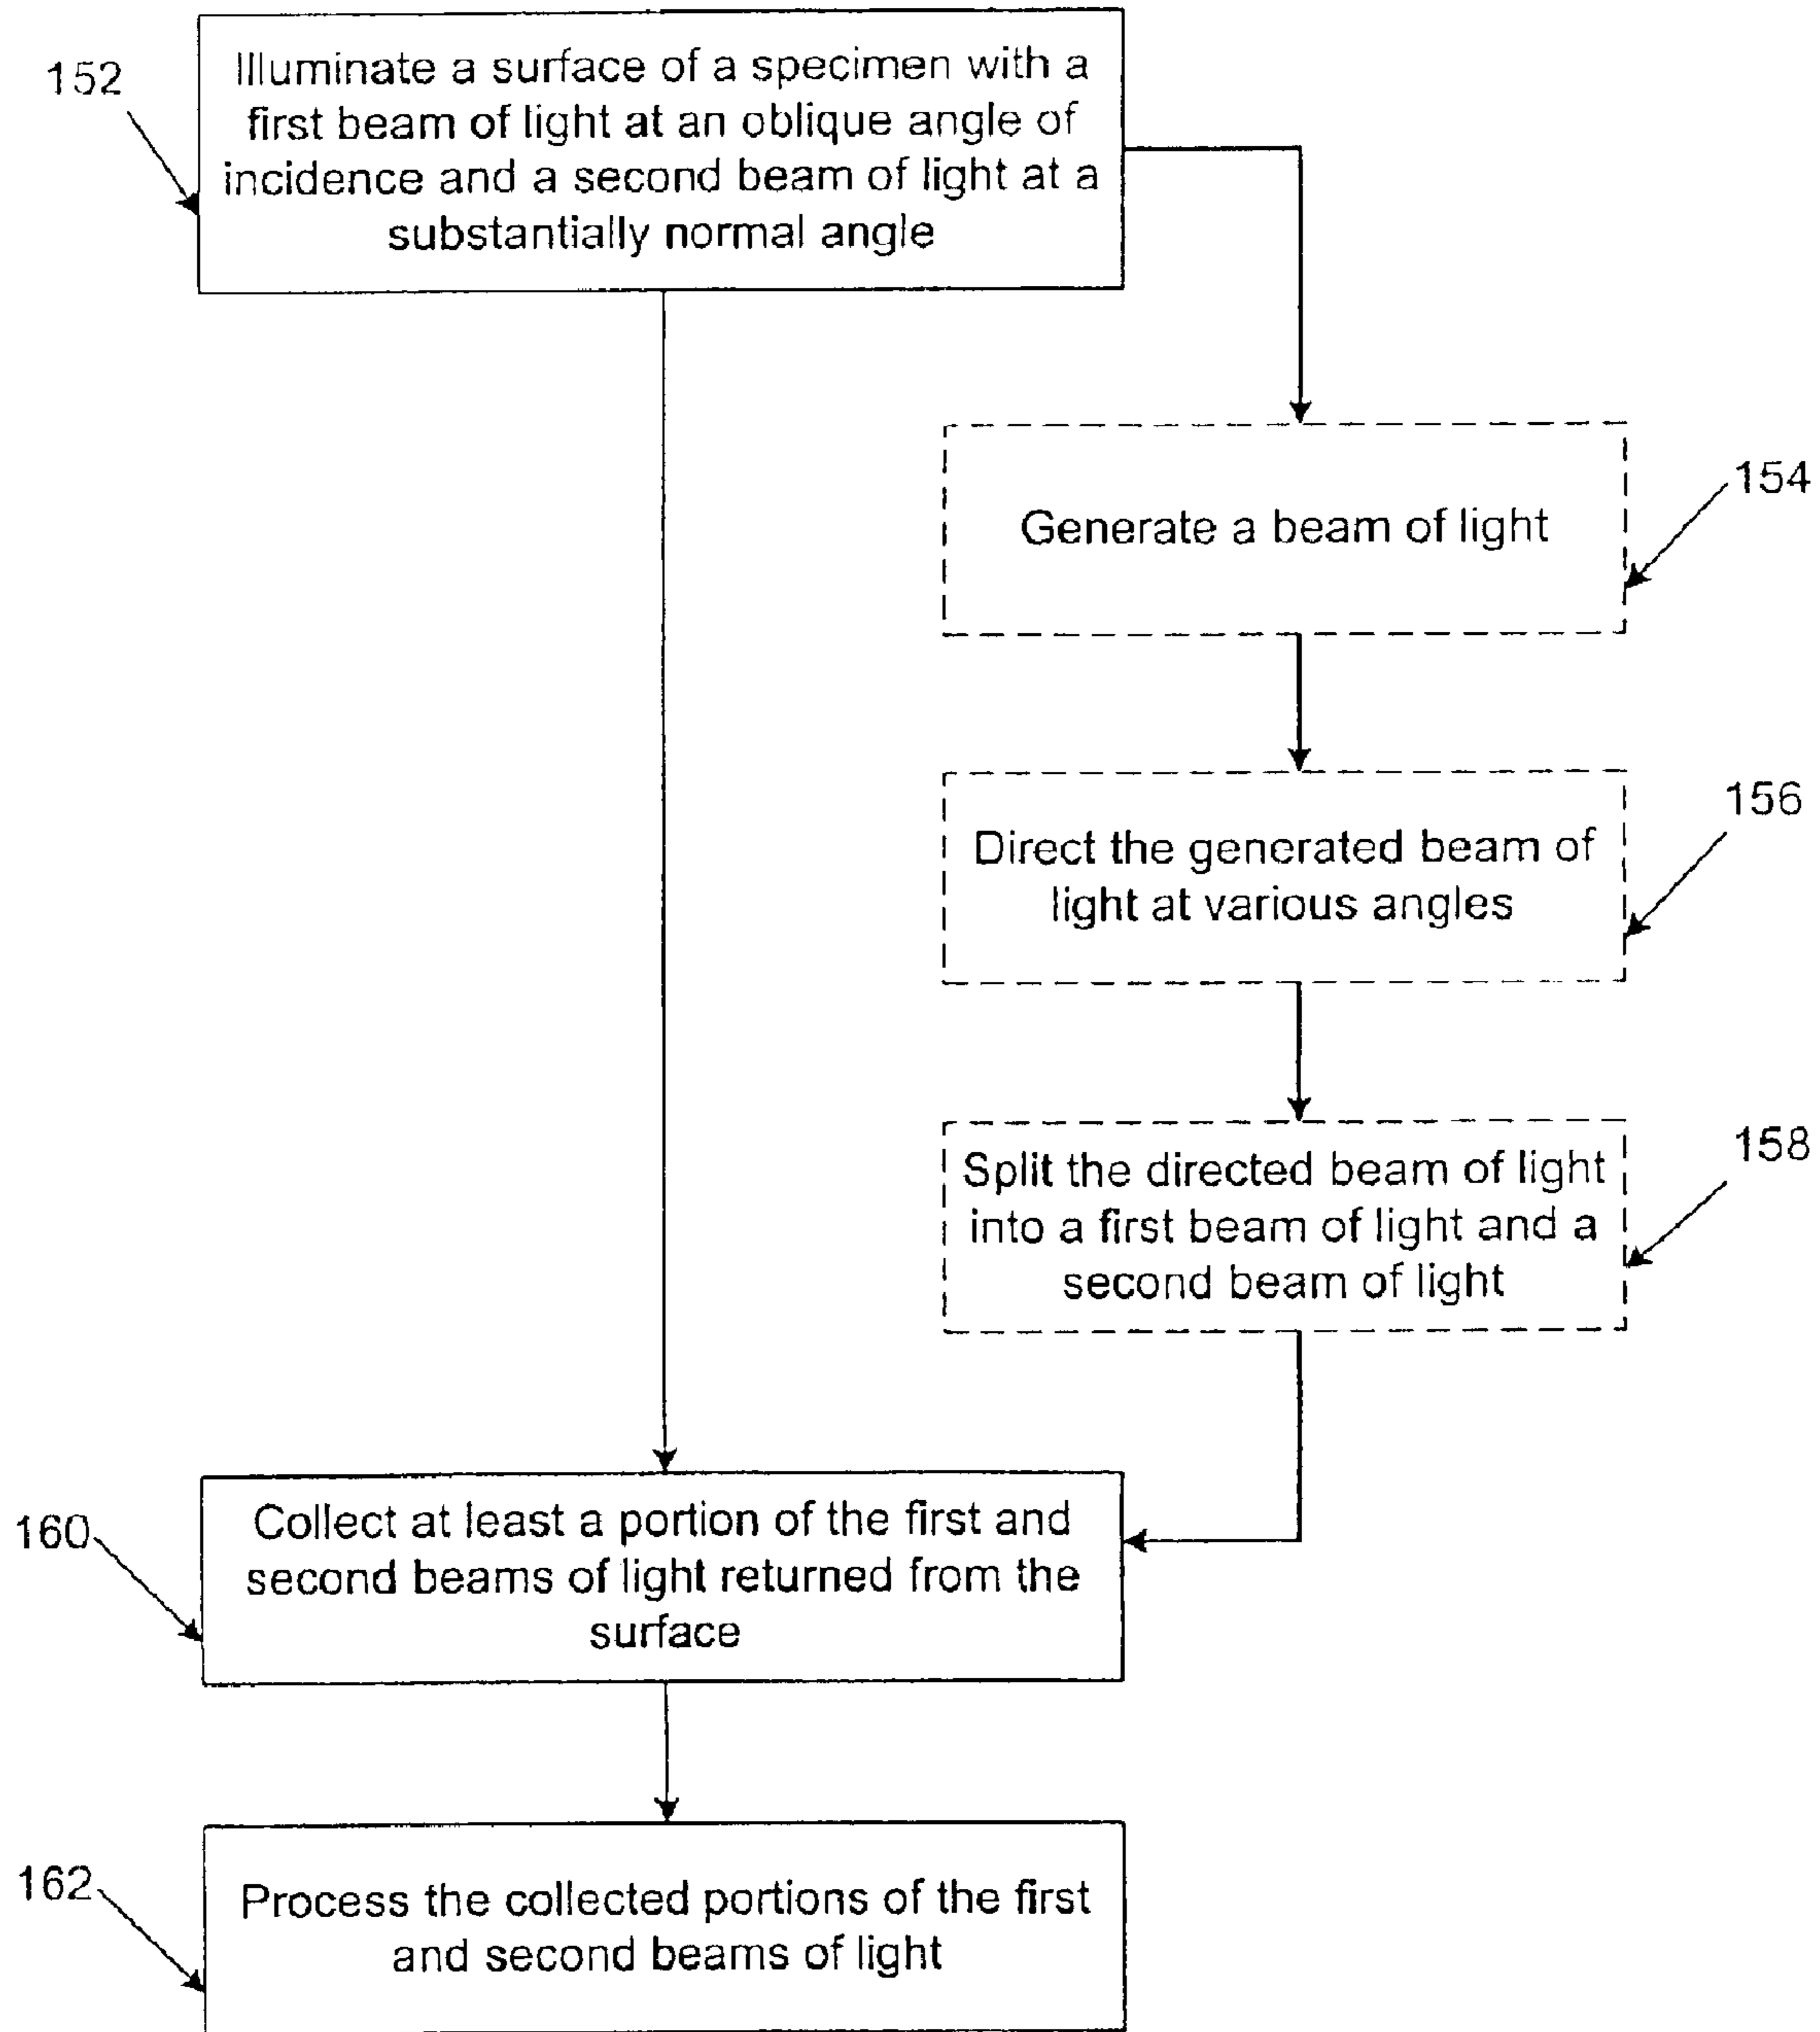 152
Illuminate a surface of a specimen with a
first beam of light at an oblique angle of
incidence and a second beam of light at a
substantially normal angle
154
Generate a beam of light
156
Direct the generated beam of
light at various angles
158
Split the directed beam of light
into a first beam of light and a
second beam of light
160
Collect at least a portion of the first and
second beams of light returned from the
surface
162
Process the collected portions of the first
and second beams of light